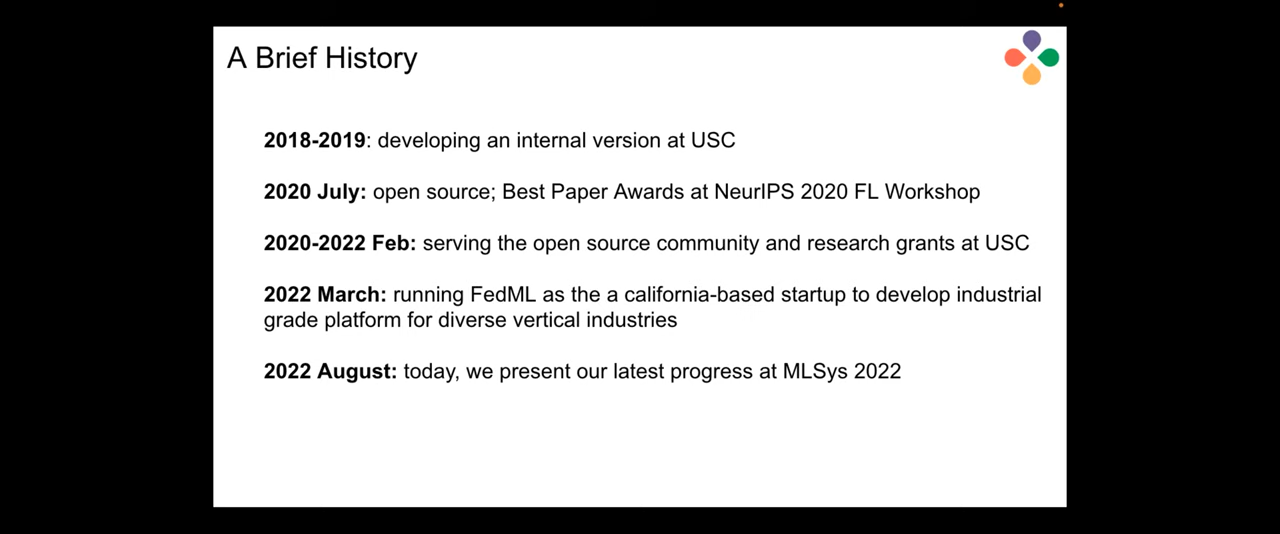 A Brief History
2018-2019: developing an internal version at USC
2020 July: open source; Best Paper Awards at NeurIPS 2020 FL Workshop
2020-2022 Feb: serving the open source community and research grants at USC
2022 March: running FedML as the a california-based startup to develop industrial
grade platform for diverse vertical industries
2022 August: today, we present our latest progress at MLSys 2022